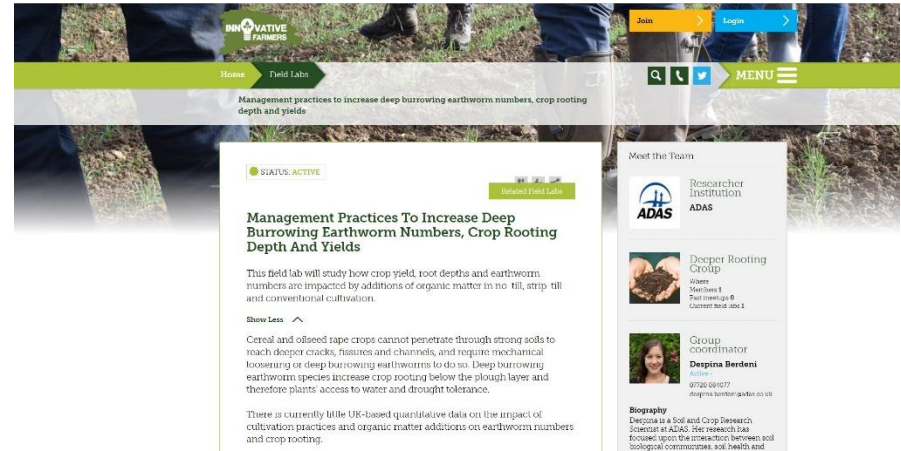 INNOVATIVE
FARMERS
Join
Login
Home
Field Labs
MENU
Management practices to increase deep burrowing earthworm numbers, crop rooting
depth and yields
STATUS: ACTIVE
Related Field Labs
Management Practices To Increase Deep
Burrowing Earthworm Numbers, Crop Rooting
Depth And Yields
This field lab will study how crop yield, root depths and earthworm
numbers are impacted by additions of organic matter in no-till, strip-till
and conventional cultivation.
Show Less
Cereal and oilseed rape crops cannot penetrate through strong soils to
reach deeper cracks, fissures and channels, and require mechanical
loosening or deep burrowing earthworms to do so. Deep burrowing
earthworm species increase crop rooting below the plough layer and
therefore plants' access to water and drought tolerance.
There is currently little UK-based quantitative data on the impact of
cultivation practices and organic matter additions on earthworm numbers
and crop rooting.
Meet the Team
ADAS
Researcher
Institution
ADAS
Deeper Rooting
Group
Where
Members 1
Past meetups 0
Current field labs 1
Group
coordinator
Despina Berdeni
Active -
07720 094077
Biography
Despina is a Soil and Crop Research
Scientist at ADAS. Her research has
focused upon the interaction between soil
biological communities, soil health and